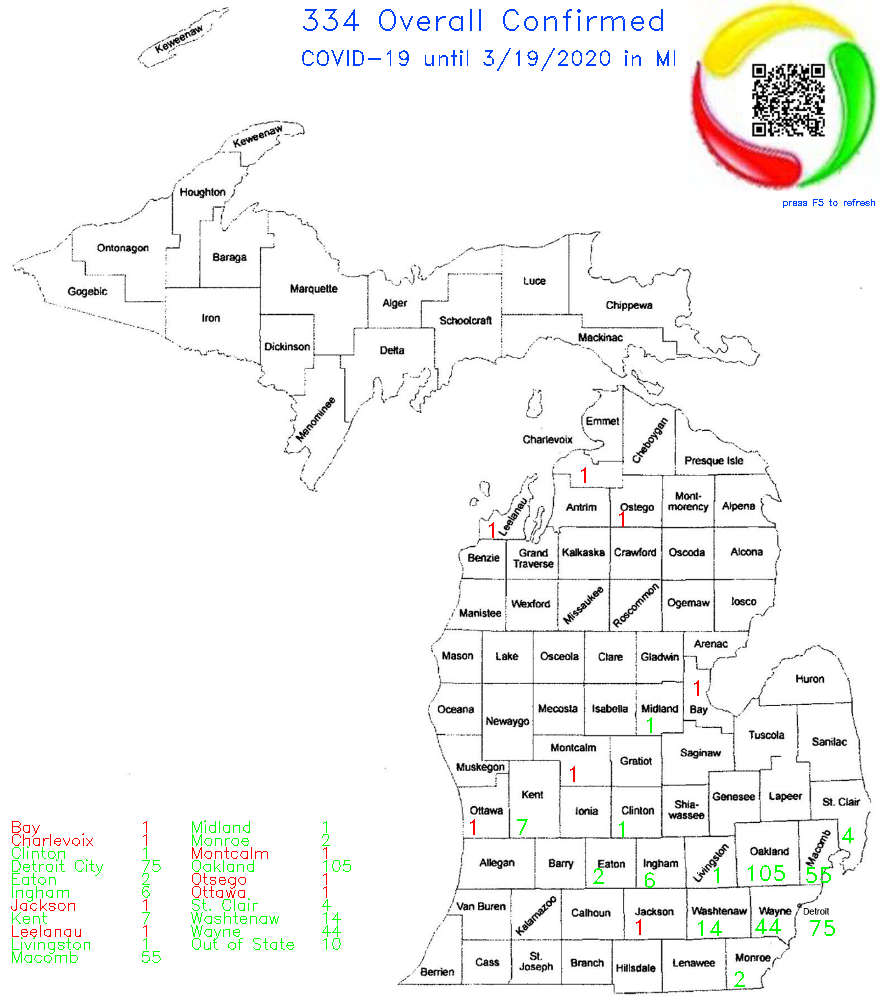 334 Overall Confirmed
COVID-19 until 3/19/2020 in MI
press F5 to refresh
Keweenaw
Keweenaw
Houghton
Ontonagon
Baraga
Gogebic
Marquette
Iron
Alger
Luce
Chippewa
Schoolcraft
Dickinson
Delta
Mackinac
Menominee
Emmet
Charlevoix
Cheboygan
Presque Isle
1
Leelanau
1
Antrim
Ostego
1
Mont-
morency
Alpena
Benzie
Grand
Traverse
Kalkaska
Crawford
Oscoda
Alcona
Manistee
Wexford
Missaukee
Roscommon
Ogemaw
Iosco
Arenac
Mason
Lake
Osceola
Clare
Gladwin
Huron
1
Oceana
Newaygo
Mecosta
Isabella
Midland
1
Bay
Tuscola
Sanilac
Montcalm
1
Gratiot
Saginaw
Muskegon
Kent
7
Ottawa
1
Ionia
Clinton
1
Shia-
wassee
Genesee
Lapeer
St. Clair
4
Allegan
Barry
Eaton
2
Ingham
6
Livingston
1
Oakland
105
Macomb
55
Van Buren
Kalamazoo
Calhoun
Jackson
1
Washtenaw
14
Wayne
44
Detroit
75
Berrien
Cass
St.
Joseph
Branch
Hillsdale
Lenawee
Monroe
2
Bay 1
Charlevoix 1
Clinton 1
Detroit City 75
Eaton 2
Ingham 6
Jackson 1
Kent 7
Leelanau 1
Livingston 1
Macomb 55
Midland 1
Manroe 2
Montcalm 1
Oakland 105
Otsego 1
Ottawa 1
St. Clair 4
Washtenaw 14
Wayne 44
Out of State 10